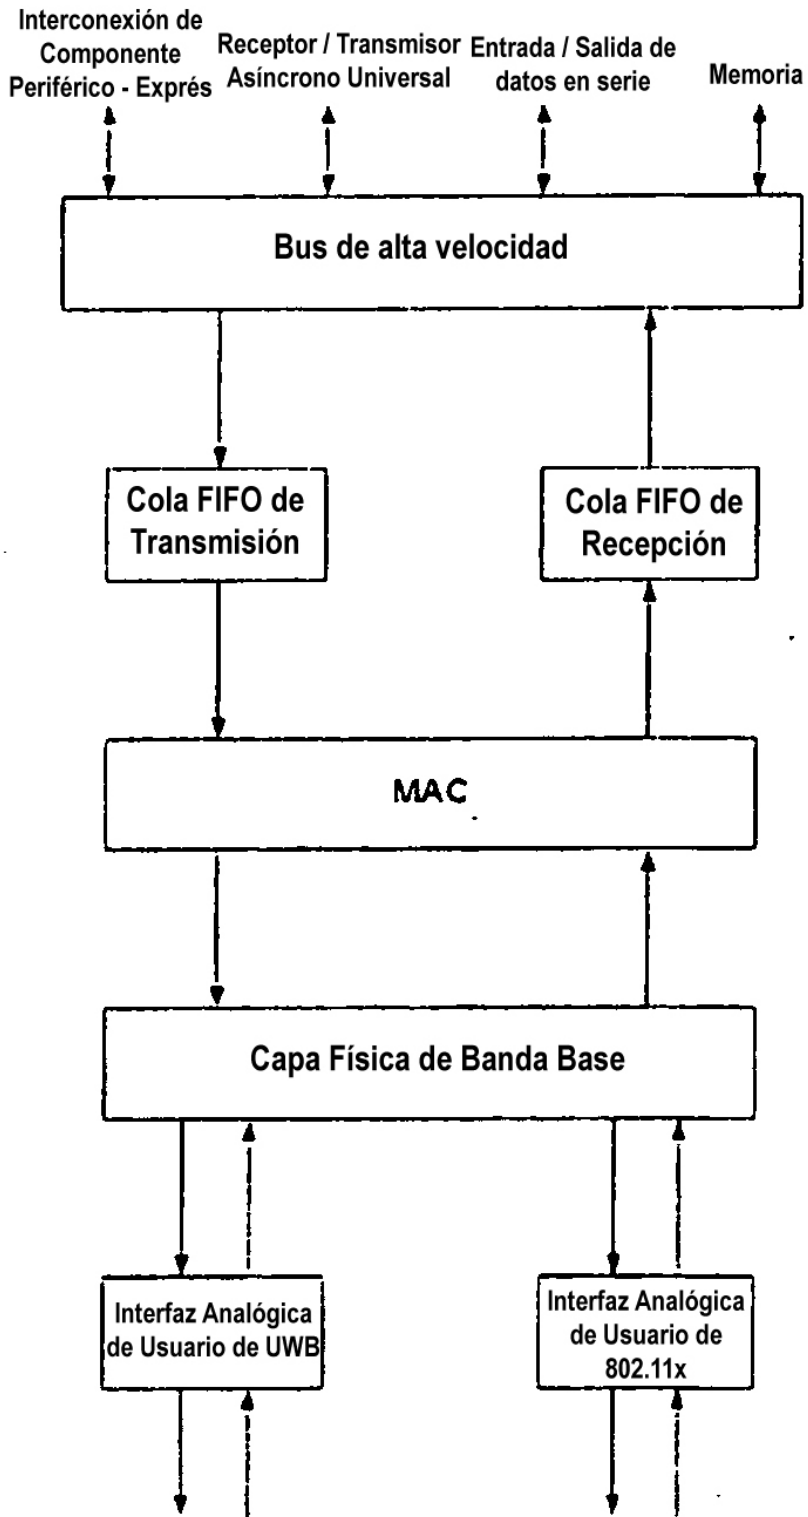 Interconexión de
Componente
Periférico - Exprés
Receptor / Transmisor
Asíncrono Universal
Entrada / Salida de
datos en serie
Memoria
Bus de alta velocidad
Cola FIFO de
Transmisión
Cola FIFO de
Recepción
MAC
Capa Física de Banda Base
Interfaz Analógica
de Usuario de UWB
Interfaz Analógica
de Usuario de
802.11x